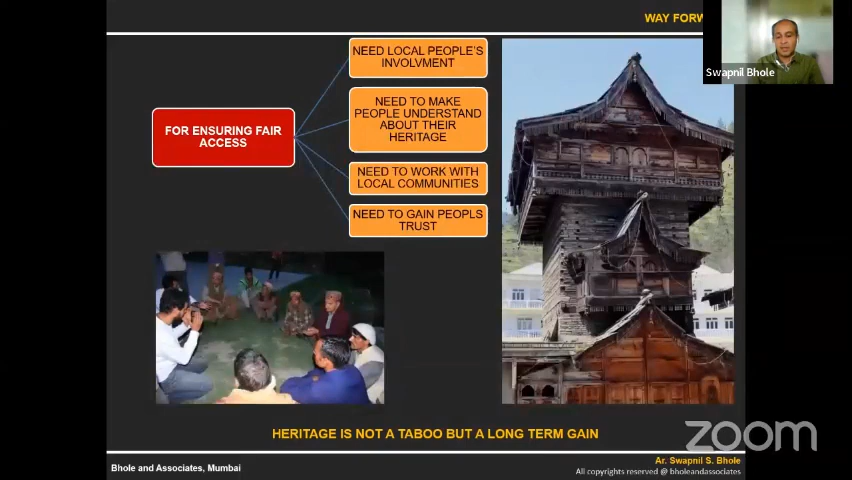 WAY FORW
Swapnil Bhole
NEED LOCAL PEOPLE'S
INVOLVMENT
NEED TO MAKE
PEOPLE UNDERSTAND
ABOUT THEIR
HERITAGE
FOR ENSURING FAIR
ACCESS
NEED TO WORK WITH
LOCAL COMMUNITIES
NEED TO GAIN PEOPLS
TRUST
HERITAGE IS NOT A TABOO BUT A LONG TERM GAIN
zoom
Bhole and Associates, Mumbai
Ar. Swapnil S. Bhole
All copyrights reserved @ bholeandassociates